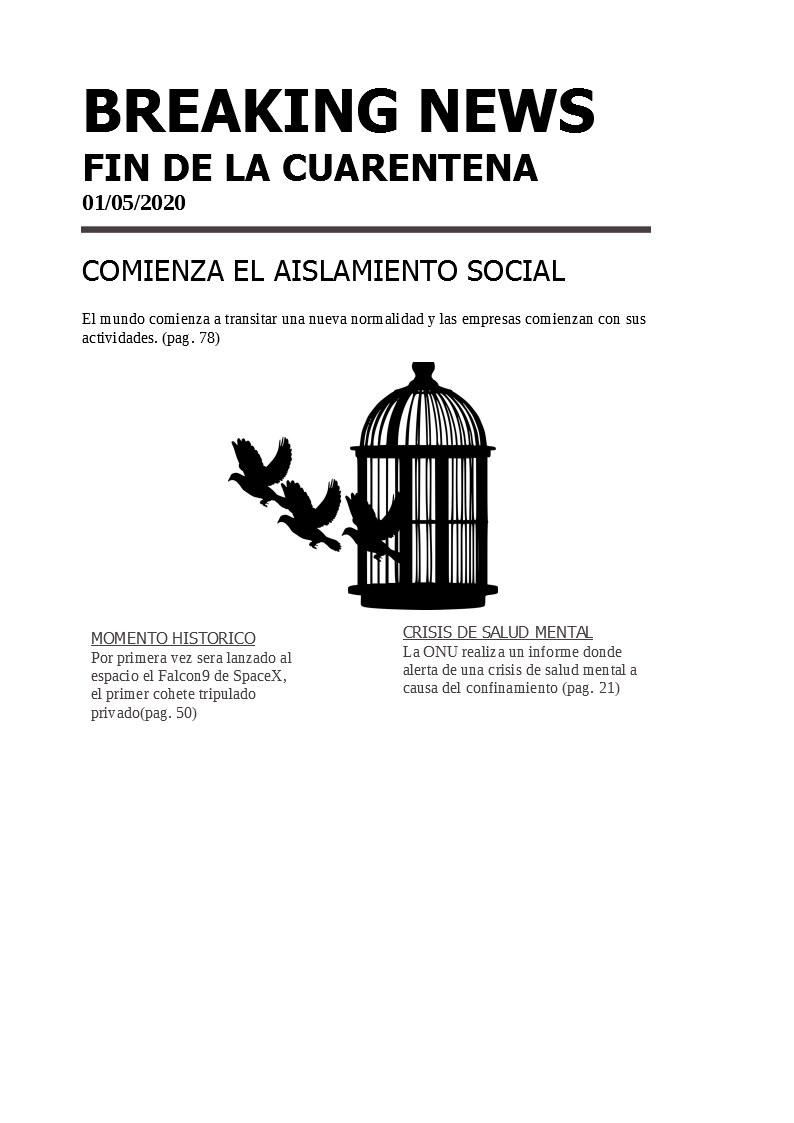 BREAKING NEWS
FIN DE LA CUARENTENA
01/05/2020
COMIENZA EL AISLAMIENTO SOCIAL
El mundo comienza a transitar una nueva normalidad y las empresas comienzan con sus
actividades. (pag. 78)
MOMENTO HISTORICO
Por primera vez sera lanzado al
espacio el Falcon9 de SpaceX,
el primer cohete tripulado
privado(pag. 50)
CRISIS DE SALUD MENTAL
La ONU realiza un informe donde
alerta de una crisis de salud mental a
causa del confinamiento (pag. 21)